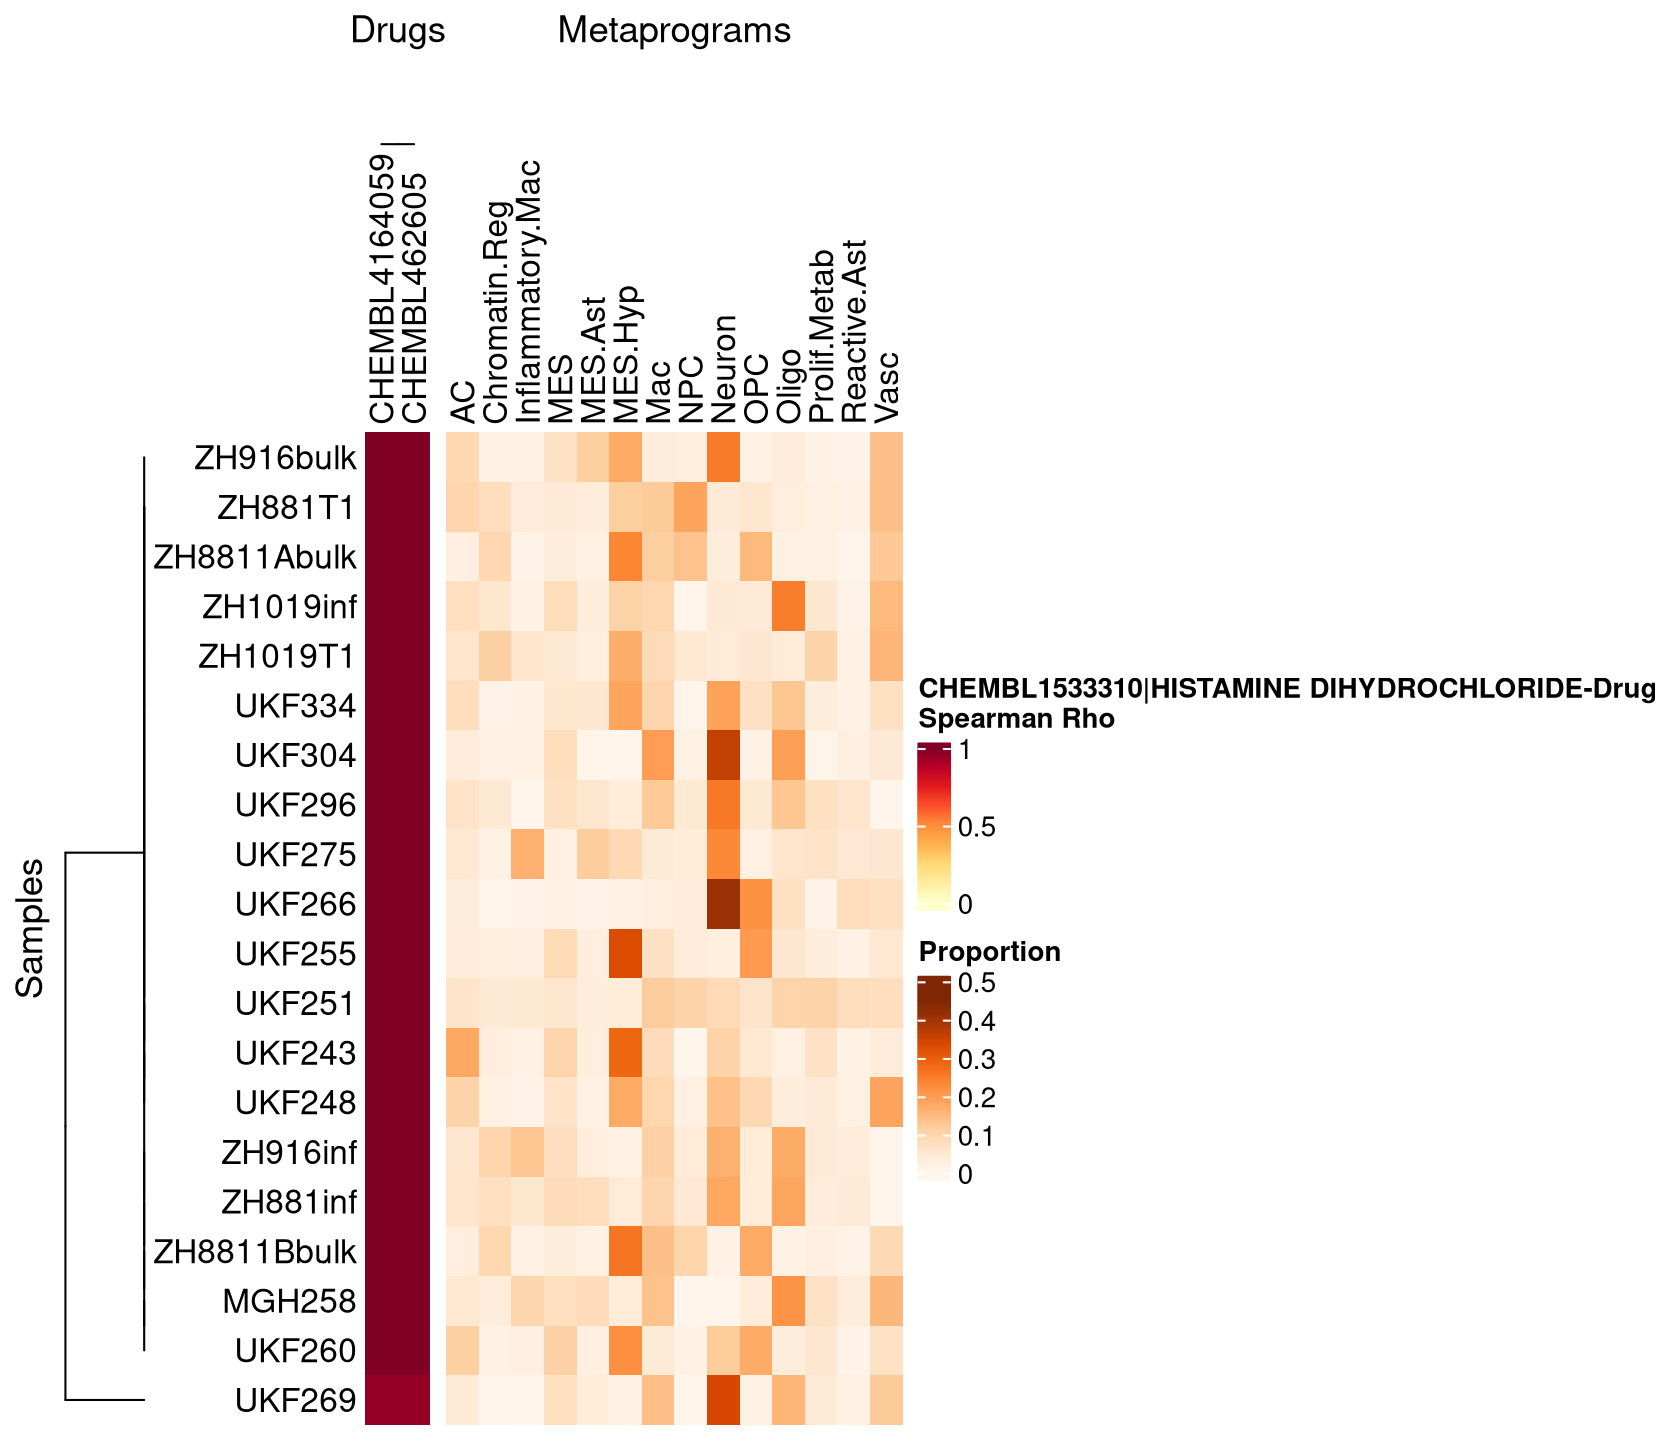 Drugs
Metaprograms
CHEMBL4164059|
CHEMBL462605 |
AC
Chromatin.Reg
Inflammatory.Mac
MES
MES.Ast
MES.Hyp
Mac
NPC
Neuron
OPC
Oligo
Prolif.Metab
Reactive.Ast
Vasc
Samples
ZH916bulk
ZH881T1
ZH8811Abulk
ZH1019inf
ZH1019T1
UKF334
UKF304
UKF296
UKF275
UKF266
UKF255
UKF251
UKF243
UKF248
ZH916inf
ZH881inf
ZH8811Bbulk
MGH258
UKF260
UKF269
CHEMBL1533310|HISTAMINE DIHYDROCHLORIDE-Drug
Spearman Rho
1
0.5
0
Proportion
0.5
0.4
0.3
0.2
0.1
0